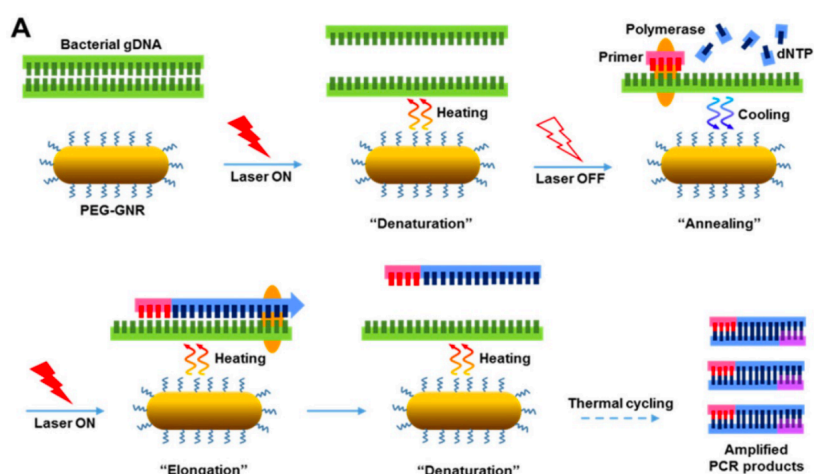 A
Bacterial gDNA
PEG-GNR
Laser ON
Heating
"Denaturation"
Laser OFF
Polymerase
Primer
dNTP
Cooling
"Annealing"
Laser ON
Heating
"Elongation"
Heating
"Denaturation"
Thermal cycling
Amplified
PCR products